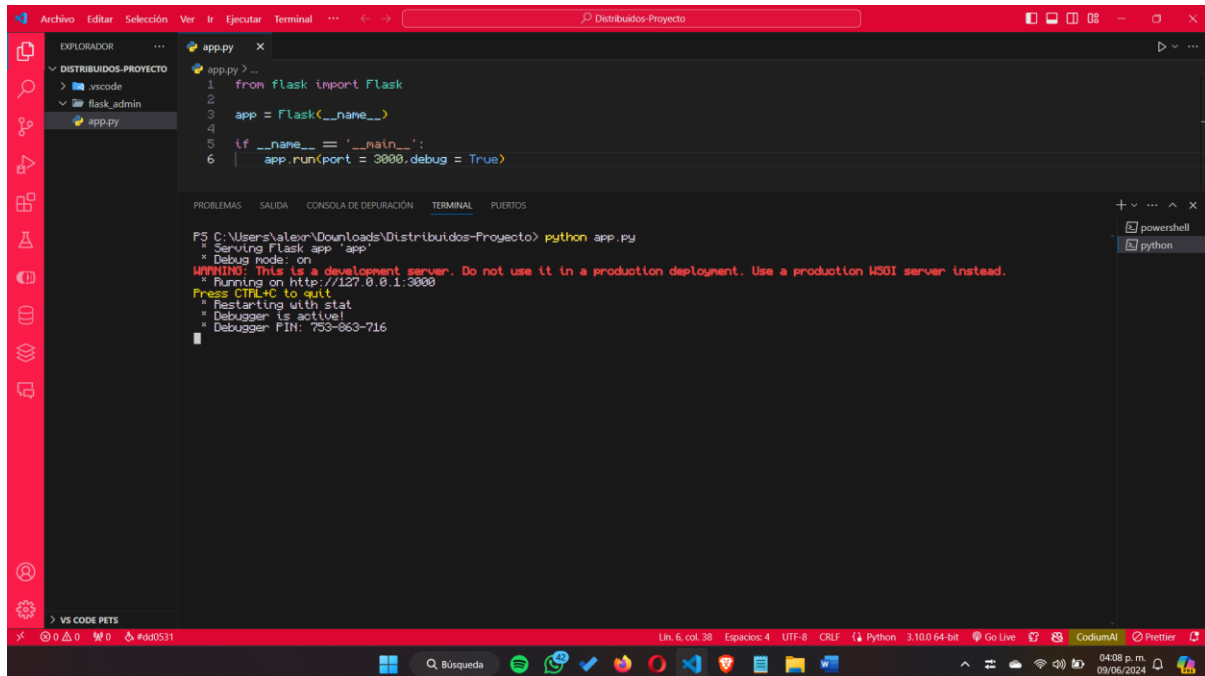 Archivo Editar Selección Ver Ir Ejecutar Terminal ··· Distribuidos-Proyecto
EXPLORADOR ···
DISTRIBUIDOS-PROYECTO
.vscode
flask_admin
app.py
app.py
app.py > ...
1 from flask import Flask
2
3 app = Flask(__name__)
4
5 if __name__ == '__main__':
6 app.run(port = 3000,debug = True)
PROBLEMAS SALIDA CONSOLA DE DEPURACIÓN TERMINAL PUERTOS
powershell
python
PS C:\Users\alexr\Downloads\Distribuidos-Proyecto> python app.py
* Serving Flask app 'app'
* Debug mode: on
WARNING: This is a development server. Do not use it in a production deployment. Use a production WSGI server instead.
* Running on http://127.0.0.1:3000
Press CTRL+C to quit
* Restarting with stat
* Debugger is active!
* Debugger PIN: 753-863-716
VS CODE PETS
0 0 0 #dd0531 Lín. 6, col. 38 Espacios: 4 UTF-8 CRLF Python 3.10.0 64-bit Go Live CodiumAI Prettier
Búsqueda 42 04:08 p. m.
09/06/2024